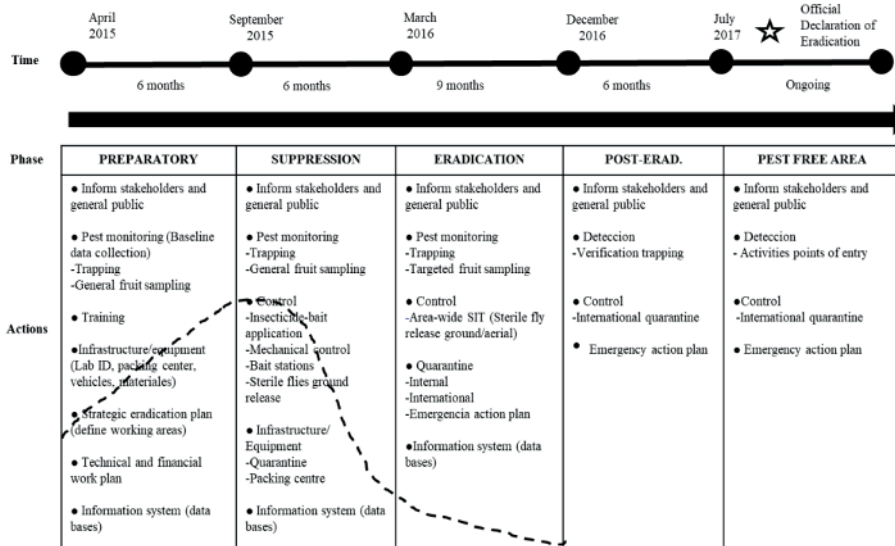 April
2015
September
2015
March
2016
December
2016
July
2017
Official
Declaration of
Eradication
Time
6 months
6 months
9 months
6 months
Ongoing
Phase
PREPARATORY
SUPPRESSION
ERADICATION
POST-ERAD.
PEST FREE AREA
Actions
● Inform stakeholders and
general public
● Pest monitoring (Baseline
data collection)
-Trapping
-General fruit sampling
● Training
●Infrastructure/equipment
(Lab ID, packing center,
vehicles, materiales)
● Strategic eradication plan
(define working areas)
● Technical and financial
work plan
● Information system (data
bases)
● Inform stakeholders and
general public
● Pest monitoring
-Trapping
-General fruit sampling
● Control
-Insecticide-bait
application
-Mechanical control
-Bait stations
-Sterile flies ground
release
● Infrastructure/
Equipment
-Quarantine
-Packing centre
● Information system (data
bases)
● Inform stakeholders and
general public
● Pest monitoring
-Trapping
-Targeted fruit sampling
● Control
-Area-wide SIT (Sterile fly
release ground/aerial)
● Quarantine
-Internal
-International
-Emergencia action plan
●Information system (data
bases)
● Inform stakeholders and
general public
● Deteccion
-Verification trapping
● Control
-International quarantine
● Emergency action plan
● Inform stakeholders and
general public
● Deteccion
- Activities points of entry
●Control
-International quarantine
● Emergency action plan